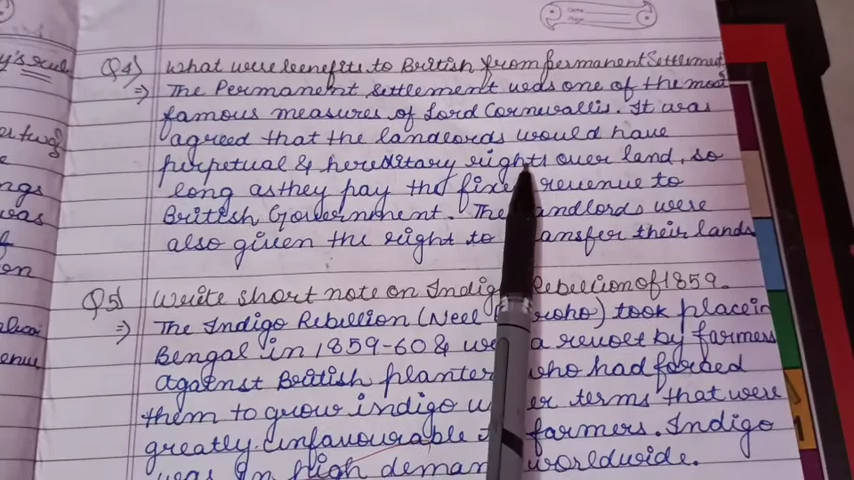 Q4) What were benefits to British from permanent Settlement
⇒ The Permanent Settlement was one of the most
famous measures of Lord Cornwallis. It was
agreed that the landlords would have
perpetual & hereditary rights over land, so
long as they pay the fixed revenue to
British Government. The landlords were
also given the right to transfer their lands
Q5) Write short note on Indigo Rebellion of 1859.
⇒ The Indigo Rebellion (Neel took place in
Bengal in 1859-60 & a revolt by farmers
against British planters who had forced
them to grow indigo under terms that were
greatly unfavourable farmers. Indigo
was in high demand worldwide.